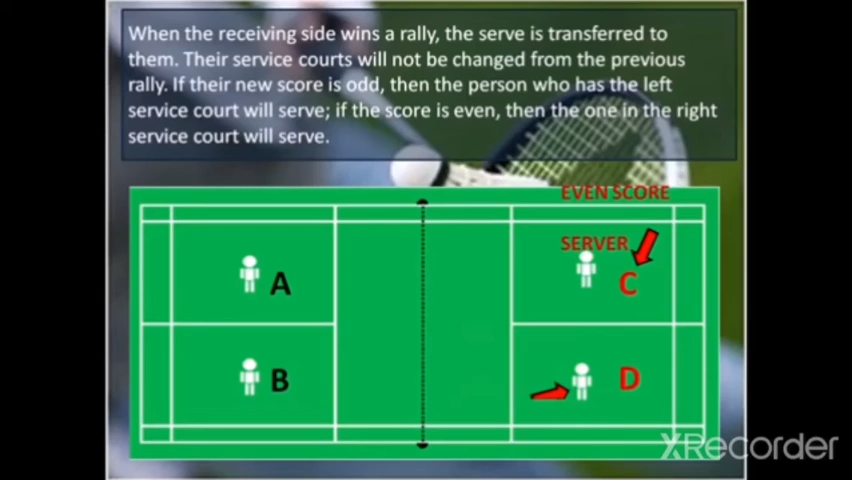 When the receiving side wins a rally, the serve is transferred to
them. Their service courts will not be changed from the previous
rally. If their new score is odd, then the person who has the left
service court will serve; if the score is even, then the one in the right
service court will serve.
EVEN SCORE
SERVER
A
C
B
D
XRecorder